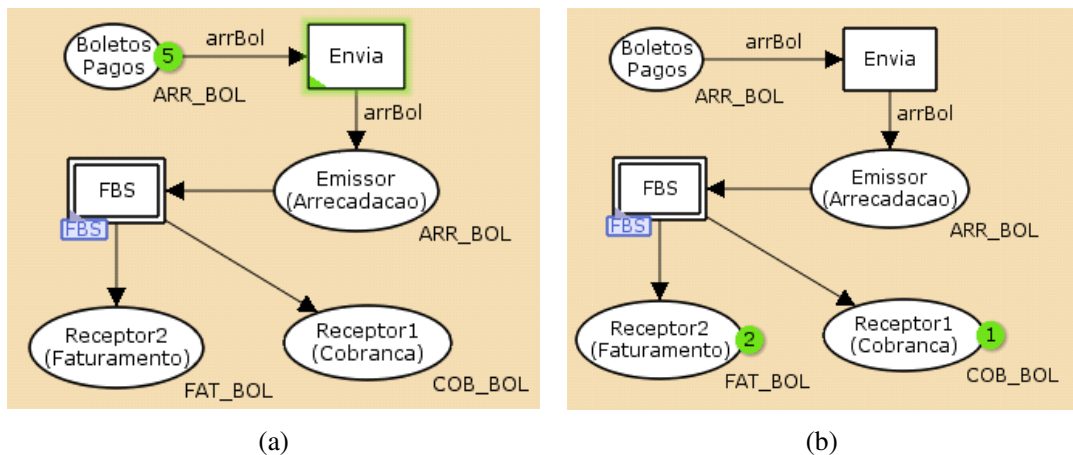 Boletos
Pagos
5
arrBol
Envia
ARR_BOL
arrBol
FBS
FBS
Emissor
(Arrecadacao)
ARR_BOL
Receptor2
(Faturamento)
FAT_BOL
Receptor1
(Cobranca)
COB_BOL
(a)
Boletos
Pagos
arrBol
Envia
ARR_BOL
arrBol
FBS
FBS
Emissor
(Arrecadacao)
ARR_BOL
Receptor2
(Faturamento)
2
FAT_BOL
Receptor1
(Cobranca)
1
COB_BOL
(b)